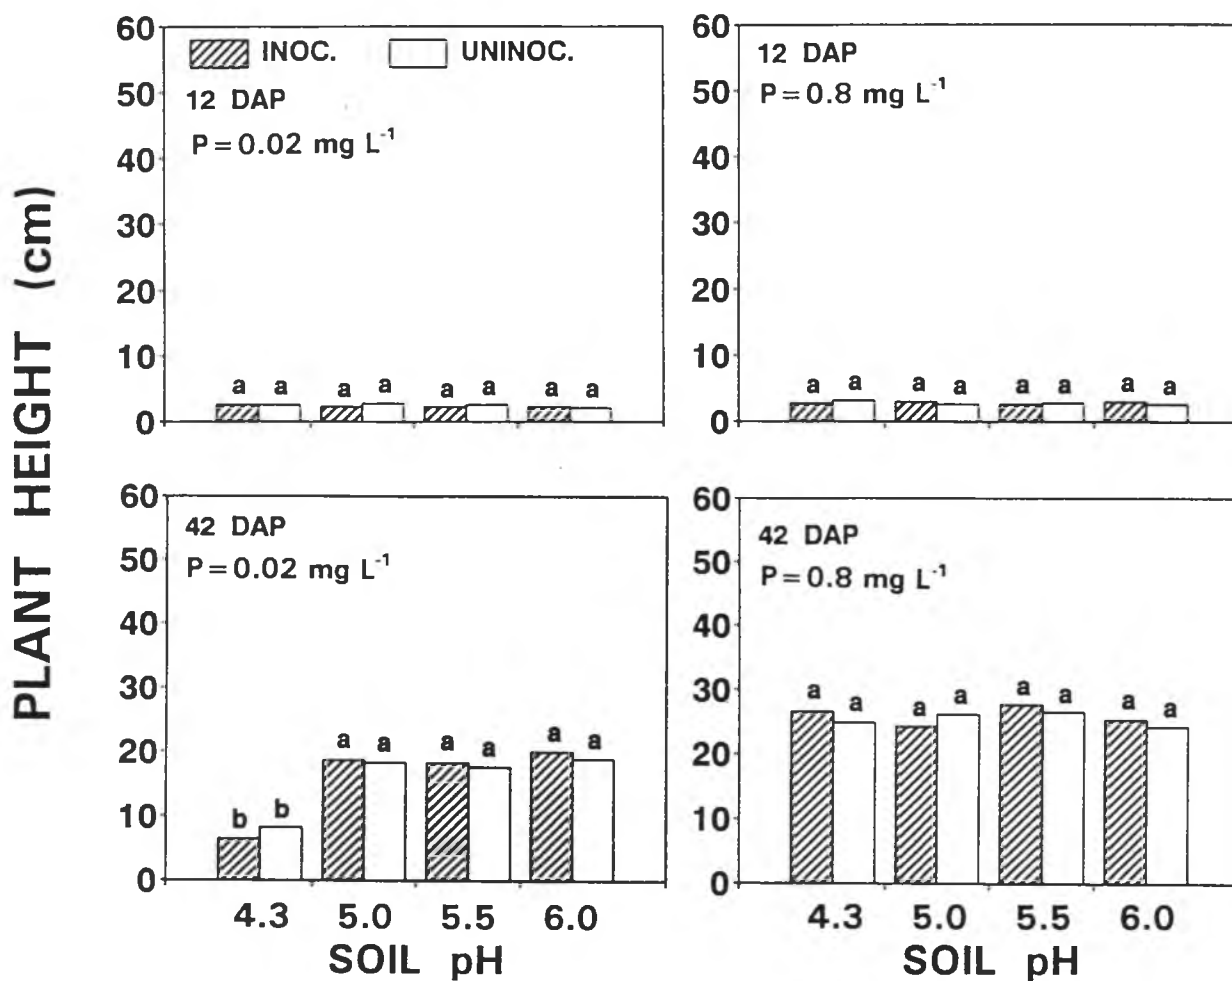 PLANT HEIGHT (cm)
60
50
40
30
20
10
0
INOC. UNINOC.
12 DAP
P=0.02 mg L⁻¹
a a a a a a a a
60
50
40
30
20
10
0
12 DAP
P=0.8 mg L⁻¹
a a a a a a a a
60
50
40
30
20
10
0
42 DAP
P=0.02 mg L⁻¹
b b a a a a a a
4.3 5.0 5.5 6.0
SOIL pH
60
50
40
30
20
10
0
42 DAP
P=0.8 mg L⁻¹
a a a a a a a a
4.3 5.0 5.5 6.0
SOIL pH